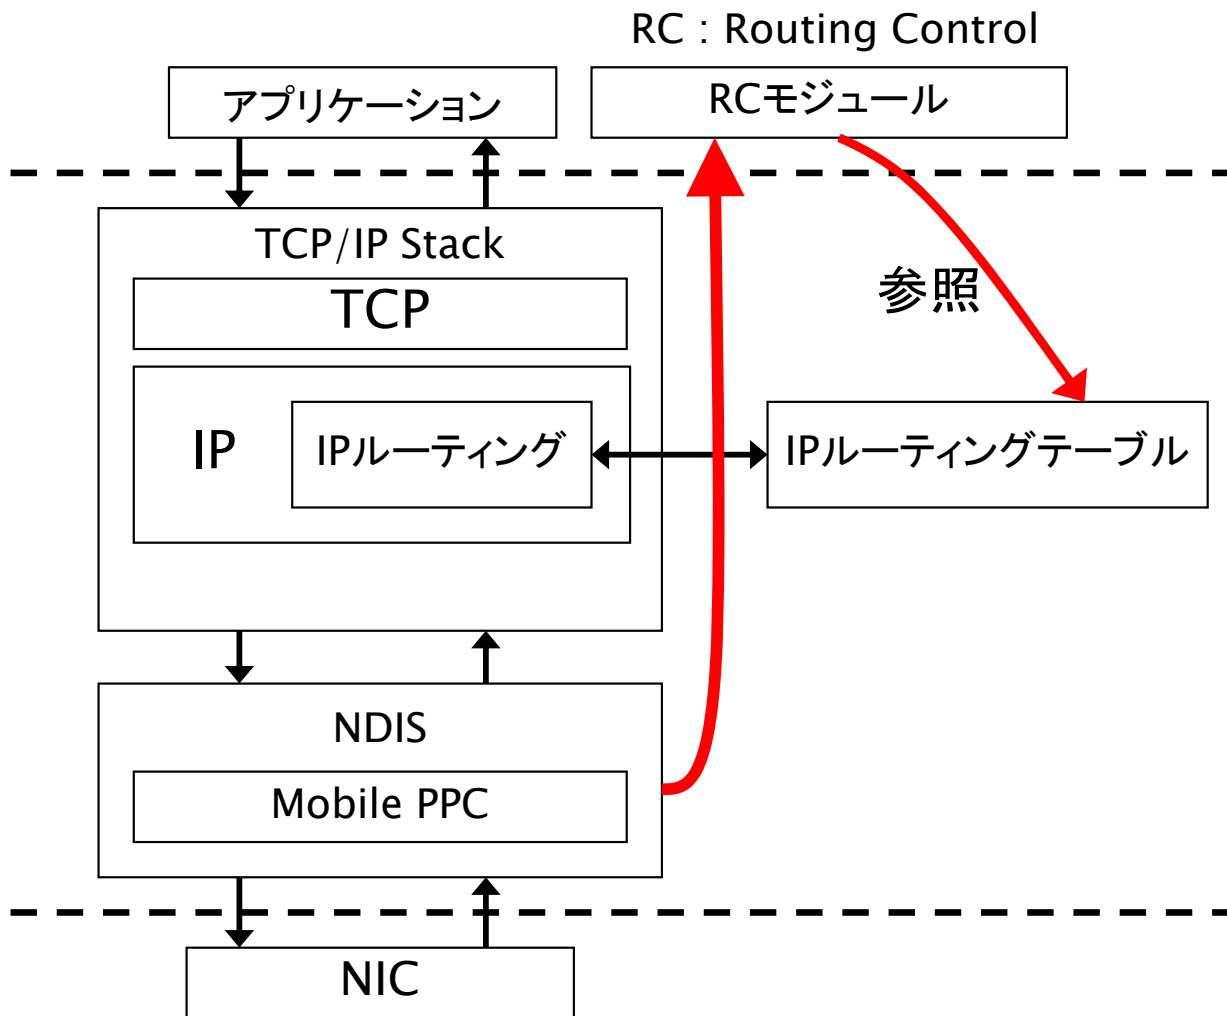 RC : Routing Control
アプリケーション
RCモジュール
TCP/IP Stack
TCP
参照
IP
IPルーティング
IPルーティングテーブル
NDIS
Mobile PPC
NIC